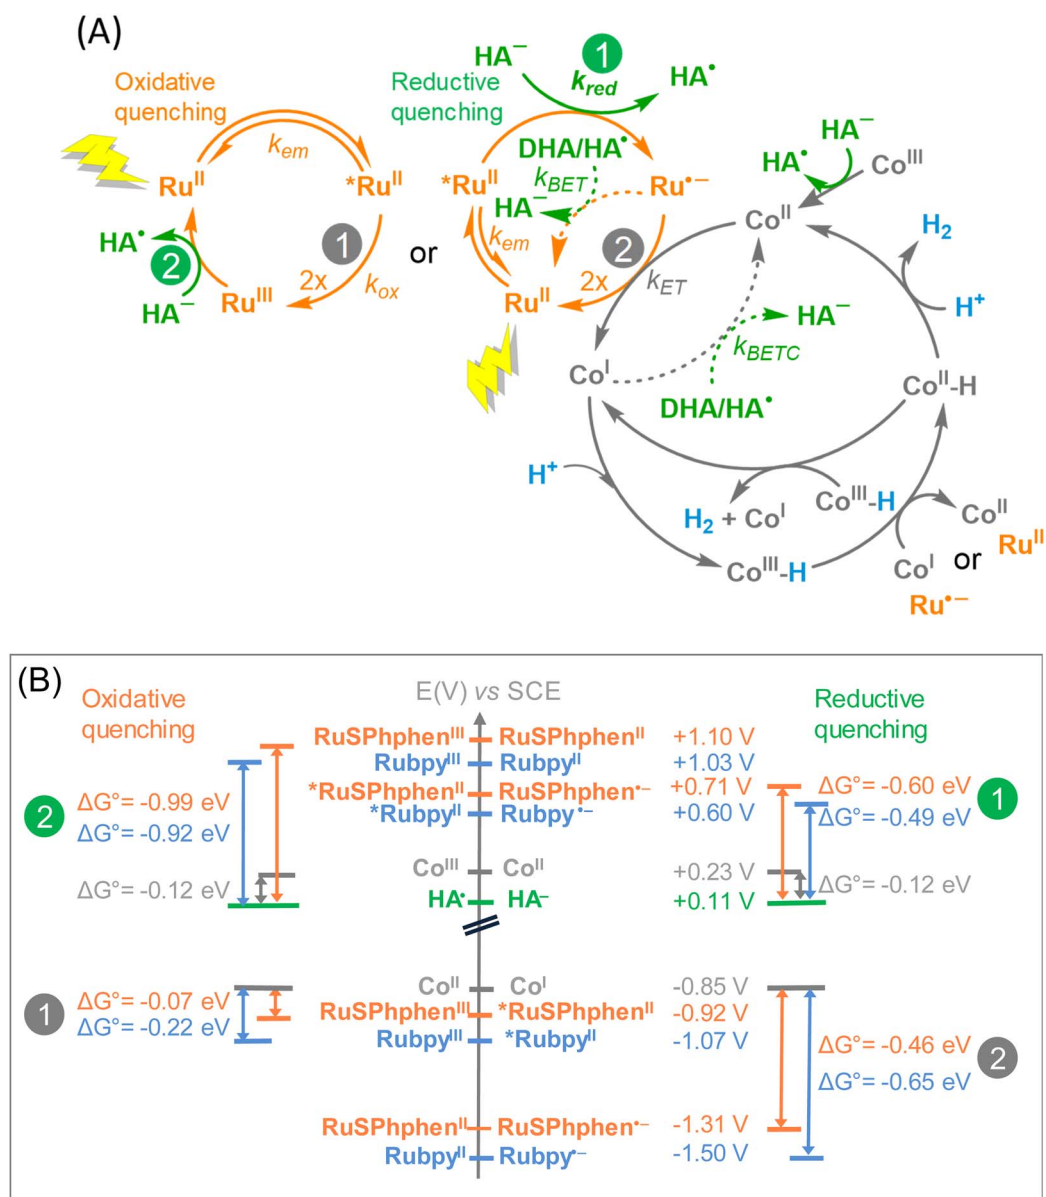 (A)
Oxidative
quenching
Ru^II
k_em
*Ru^II
HA^•
2
1
HA^–
Ru^III
2x
k_ox
or
Reductive
quenching
HA^–
1
k_red
HA^•
DHA/HA^•
*Ru^II
k_BET
Ru^•–
HA^–
k_em
2
2x
k_ET
Ru^II
HA^–
HA^•
Co^III
Co^II
H_2
H^+
HA^–
k_BETC
Co^I
DHA/HA^•
Co^II-H
H^+
Co^III-H
H_2 + Co^I
Co^II
Ru^II
Co^III-H
Co^I
or
Ru^•–
(B)
Oxidative
quenching
E(V) vs SCE
Reductive
quenching
RuSPhphen^III RuSPhphen^II +1.10 V
Rubpy^III Rubpy^II +1.03 V
*RuSPhphen^II RuSPhphen^•– +0.71 V
*Rubpy^II Rubpy^•– +0.60 V
2
ΔG°= -0.99 eV
ΔG°= -0.92 eV
ΔG°= -0.12 eV
ΔG°= -0.60 eV
ΔG°= -0.49 eV
1
Co^III Co^II +0.23 V
ΔG°= -0.12 eV
HA^• HA^– +0.11 V
1
ΔG°= -0.07 eV
ΔG°= -0.22 eV
Co^II Co^I -0.85 V
RuSPhphen^III *RuSPhphen^II -0.92 V
Rubpy^III *Rubpy^II -1.07 V
ΔG°= -0.46 eV
ΔG°= -0.65 eV
2
RuSPhphen^II RuSPhphen^•– -1.31 V
Rubpy^II Rubpy^•– -1.50 V